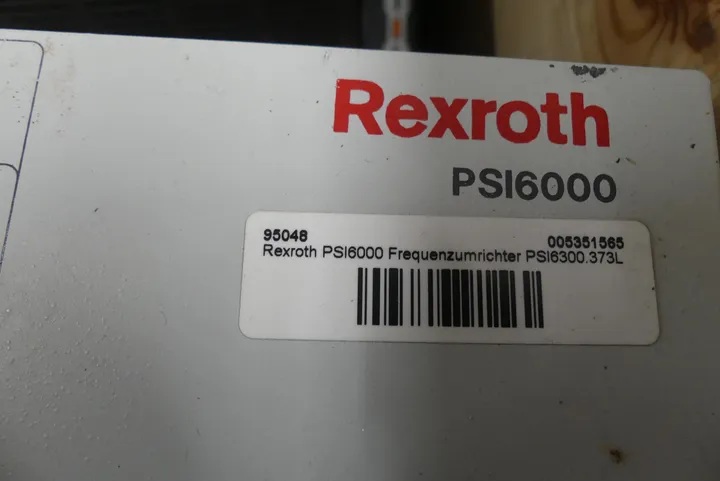 Rexroth
PSI6000
95048 005351565
Rexroth PSI6000 Frequenzumrichter PSI6300.373L